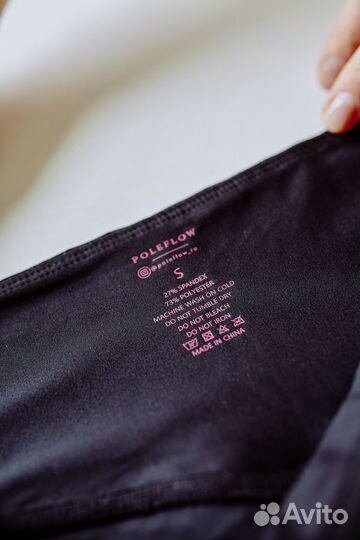 POLEFLOW
@poleflow_ru
S
27% SPANDEX
73% POLYESTER
MACHINE WASH ON COLD
DO NOT TUMBLE DRY
DO NOT BLEACH
DO NOT IRON
MADE IN CHINA
Avito